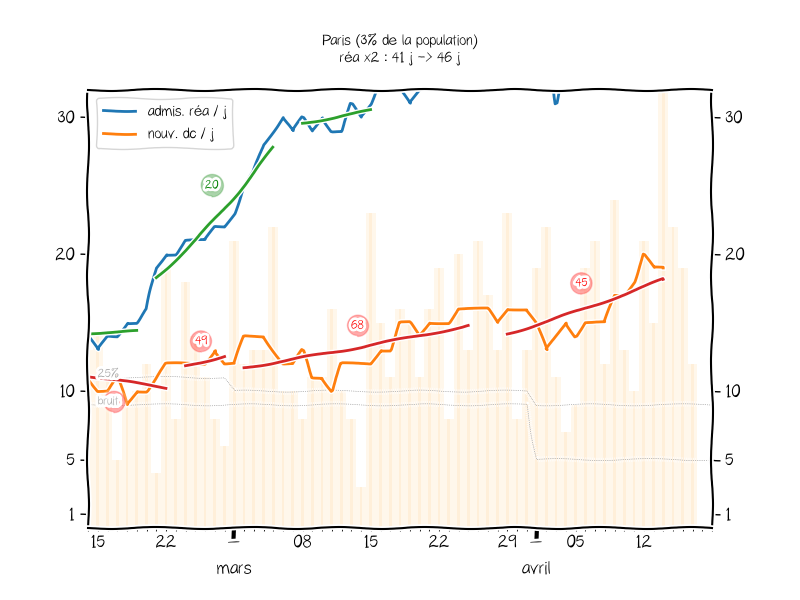 Paris (3% de la population)
réa x2 : 41 j -> 46 j
admis. réa / j
nouv. dc / j
30
30
20
20
20
45
68
49
25%
10
10
bruit
5
5
1
1
15 22 08 15 22 29 05 12
mars avril